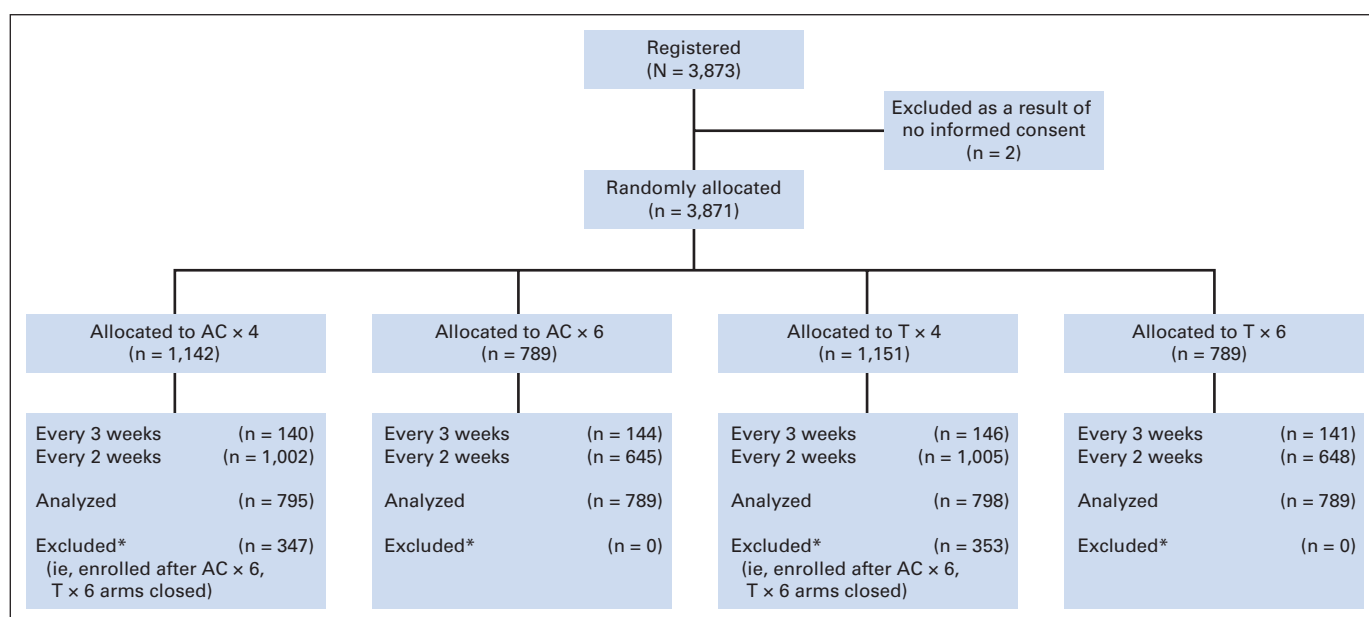 Registered
(N = 3,873)
Excluded as a result of
no informed consent
(n = 2)
Randomly allocated
(n = 3,871)
Allocated to AC × 4
(n = 1,142)
Allocated to AC × 6
(n = 789)
Allocated to T × 4
(n = 1,151)
Allocated to T × 6
(n = 789)
Every 3 weeks (n = 140)
Every 2 weeks (n = 1,002)
Analyzed (n = 795)
Excluded* (n = 347)
(ie, enrolled after AC × 6,
T × 6 arms closed)
Every 3 weeks (n = 144)
Every 2 weeks (n = 645)
Analyzed (n = 789)
Excluded* (n = 0)
Every 3 weeks (n = 146)
Every 2 weeks (n = 1,005)
Analyzed (n = 798)
Excluded* (n = 353)
(ie, enrolled after AC × 6,
T × 6 arms closed)
Every 3 weeks (n = 141)
Every 2 weeks (n = 648)
Analyzed (n = 789)
Excluded* (n = 0)